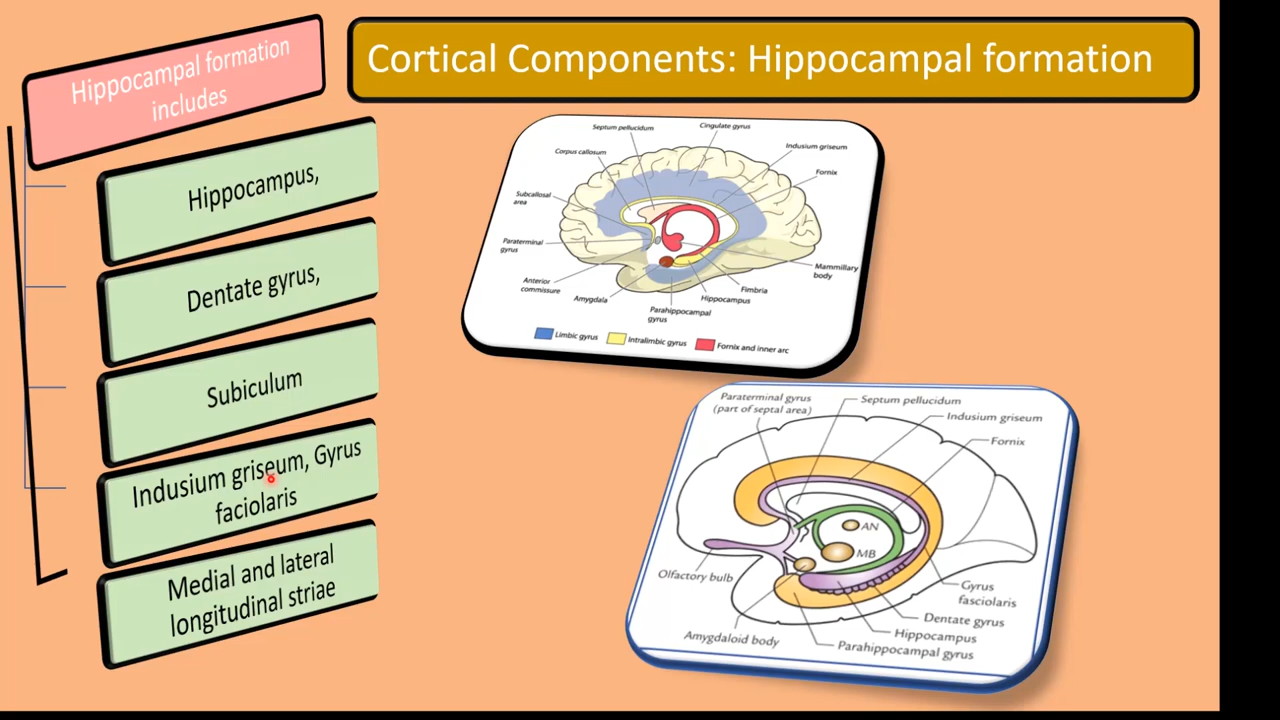 Cortical Components: Hippocampal formation
Hippocampal formation
includes
Hippocampus,
Dentate gyrus,
Subiculum
Indusium griseum, Gyrus
faciolaris
Medial and lateral
longitudinal striae
Septum pellucidum
Cingulate gyrus
Corpus callosum
Indusium griseum
Fornix
Subcallosal
area
Paraterminal
gyrus
Mammillary
body
Anterior
commissure
Fimbria
Amygdala
Hippocampus
Parahippocampal
gyrus
Limbic gyrus
Intralimbic gyrus
Fornix and inner arc
Paraterminal gyrus
(part of septal area)
Septum pellucidum
Indusium griseum
Fornix
AN
MB
Olfactory bulb
Gyrus
fasciolaris
Dentate gyrus
Hippocampus
Amygdaloid body
Parahippocampal gyrus